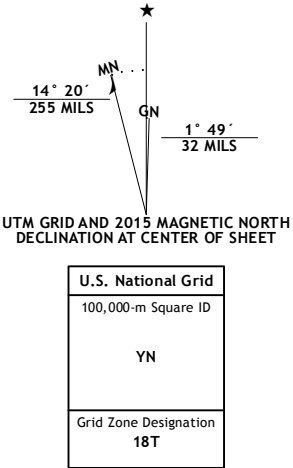 MN
GN
14° 20´
255 MILS
1° 49´
32 MILS
UTM GRID AND 2015 MAGNETIC NORTH
DECLINATION AT CENTER OF SHEET
U.S. National Grid
100,000-m Square ID
YN
Grid Zone Designation
18T